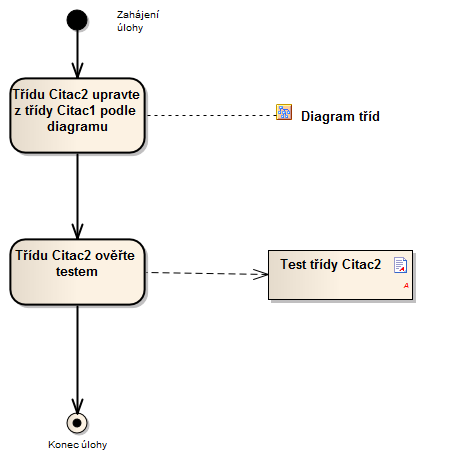 Zahájení
úlohy
Třídu Citac2 upravte
z třídy Citac1 podle
diagramu
Diagram tříd
Třídu Citac2 ověřte
testem
Test třídy Citac2
A
Konec úlohy